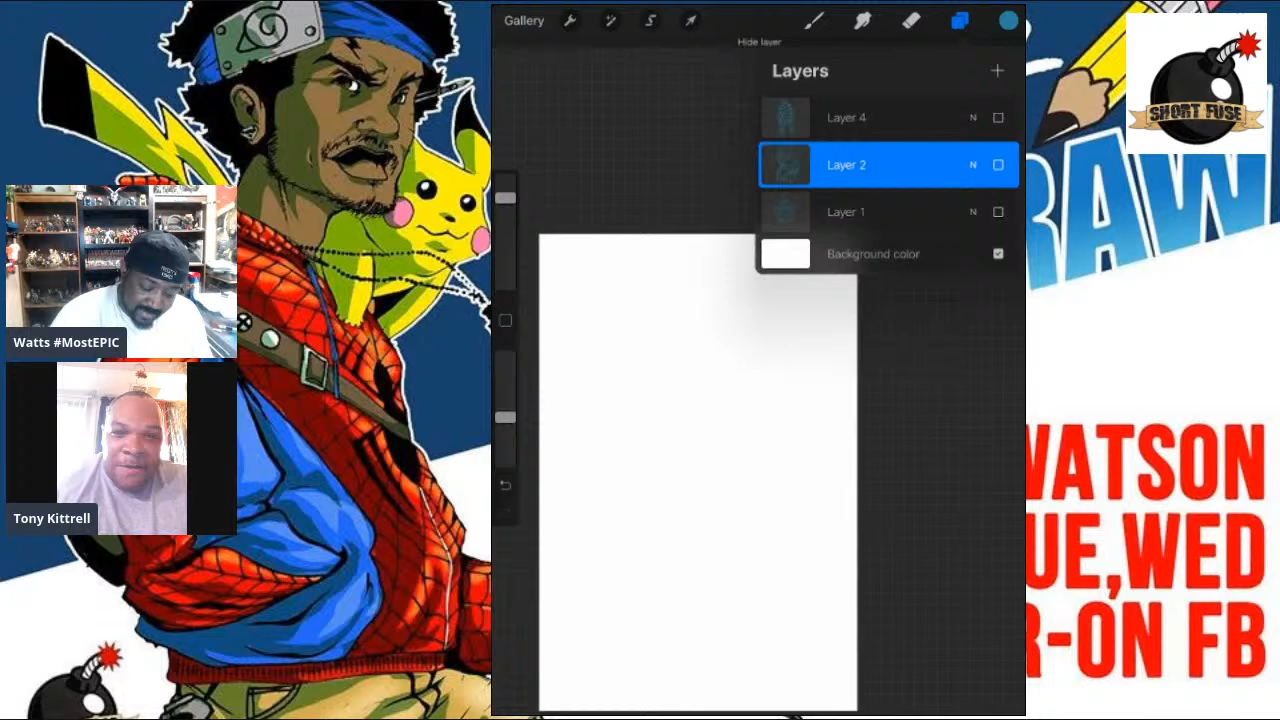 Gallery
Hide layer
Layers
Layer 4
N
Layer 2
N
Layer 1
N
Background color
SHORT FUSE
RAW
Watts #MostEPIC
Tony Kittrell
WATSON
UE,WED
R-ON FB